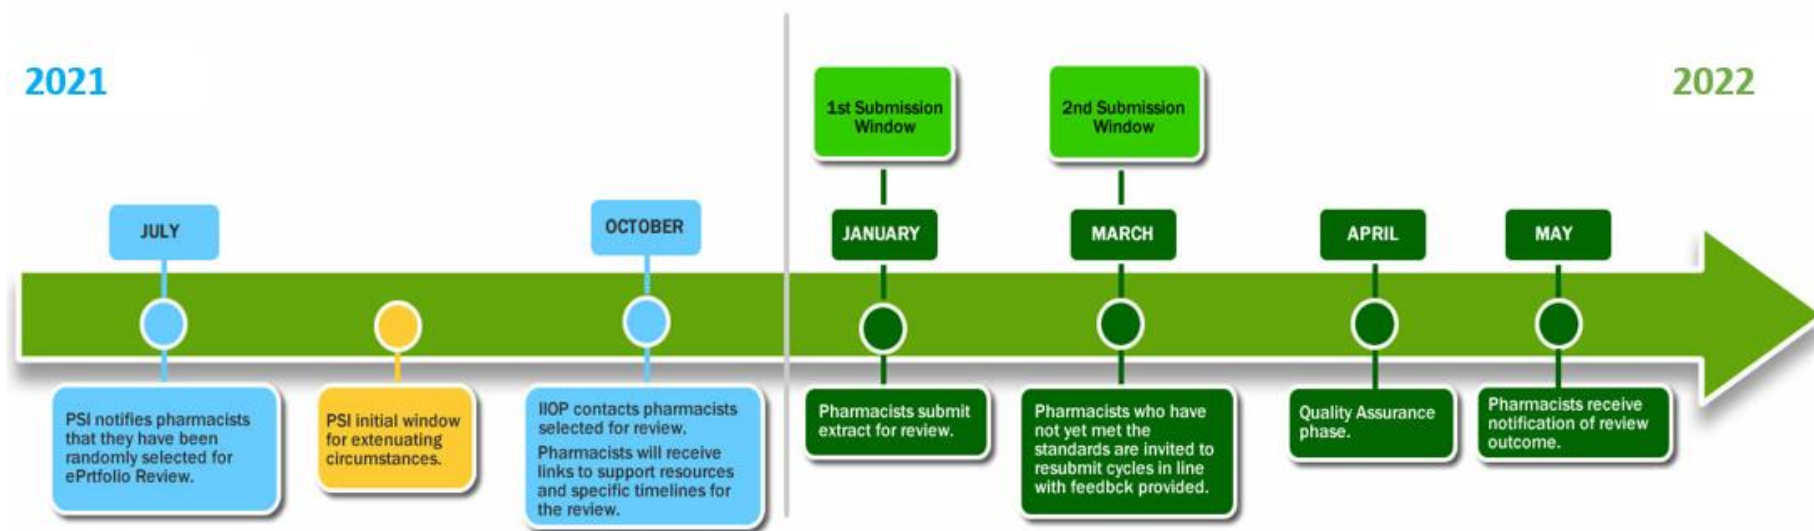 2021
2022
1st Submission
Window
2nd Submission
Window
JULY
OCTOBER
JANUARY
MARCH
APRIL
MAY
PSI notifies pharmacists
that they have been
randomly selected for
ePrtfolio Review.
PSI initial window
for extenuating
circumstances.
IIOP contacts pharmacists
selected for review.
Pharmacists will receive
links to support resources
and specific timelines for
the review.
Pharmacists submit
extract for review.
Pharmacists who have
not yet met the
standards are invited to
resubmit cycles in line
with feedbck provided.
Quality Assurance
phase.
Pharmacists receive
notification of review
outcome.